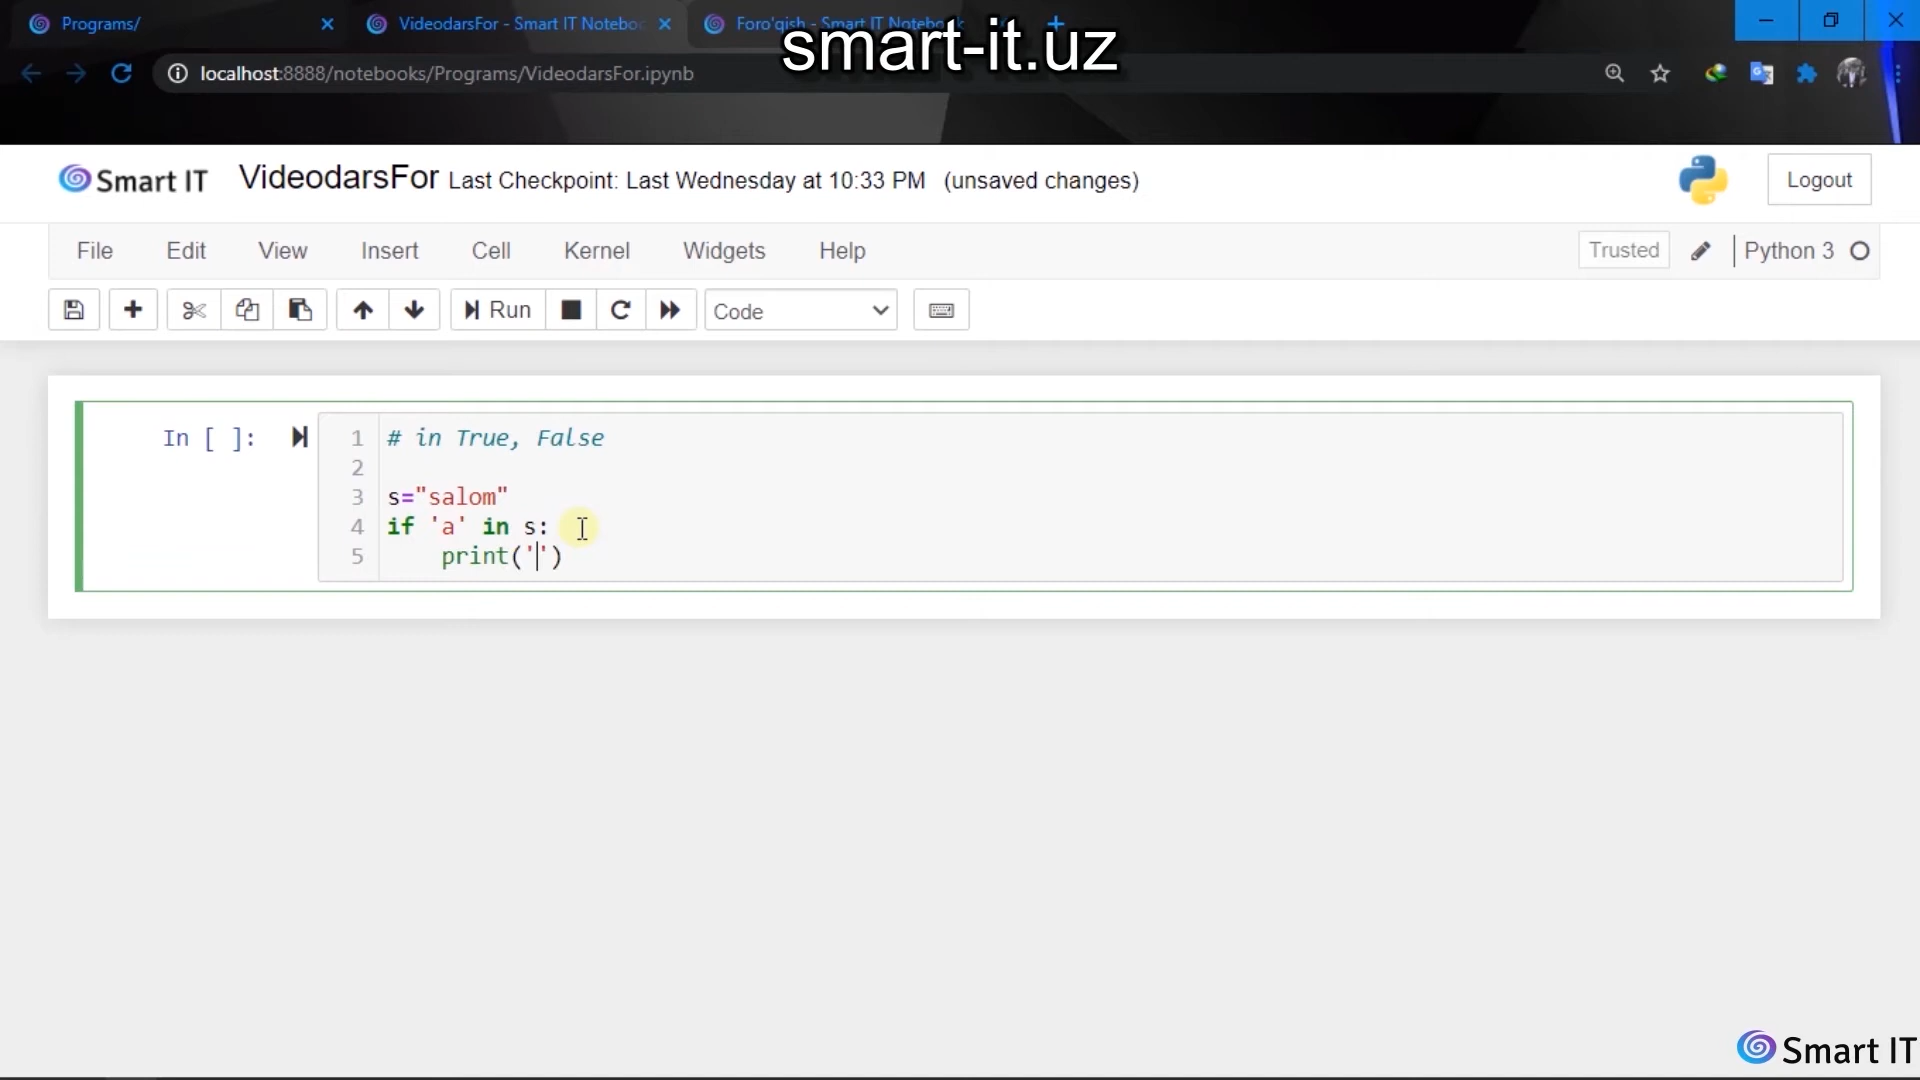 Programs/
VideodarsFor - Smart IT Noteboo
Foro'qish - Smart IT Notebook
smart-it.uz
localhost:8888/notebooks/Programs/VideodarsFor.ipynb
Smart IT
VideodarsFor Last Checkpoint: Last Wednesday at 10:33 PM (unsaved changes)
Logout
File Edit View Insert Cell Kernel Widgets Help
Trusted
Python 3
Run
Code
In [ ]:
1 # in True, False
2
3 s="salom"
4 if 'a' in s:
5 print('')
Smart IT